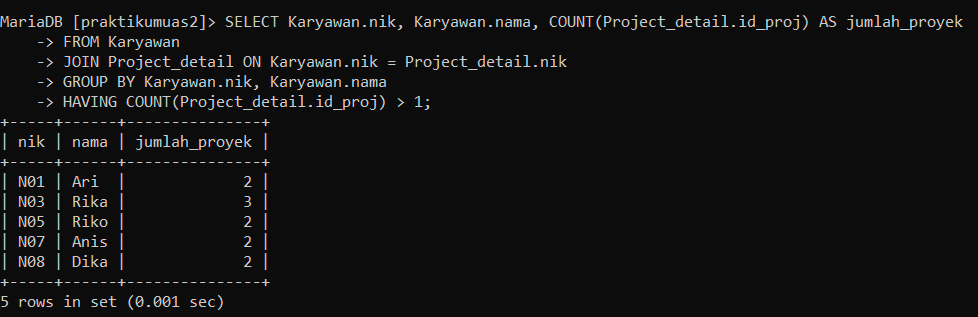 MariaDB [praktikumuas2]> SELECT Karyawan.nik, Karyawan.nama, COUNT(Project_detail.id_proj) AS jumlah_proyek
    -> FROM Karyawan
    -> JOIN Project_detail ON Karyawan.nik = Project_detail.nik
    -> GROUP BY Karyawan.nik, Karyawan.nama
    -> HAVING COUNT(Project_detail.id_proj) > 1;
+-----+------+---------------+
| nik | nama | jumlah_proyek |
+-----+------+---------------+
| N01 | Ari  |             2 |
| N03 | Rika |             3 |
| N05 | Riko |             2 |
| N07 | Anis |             2 |
| N08 | Dika |             2 |
+-----+------+---------------+
5 rows in set (0.001 sec)